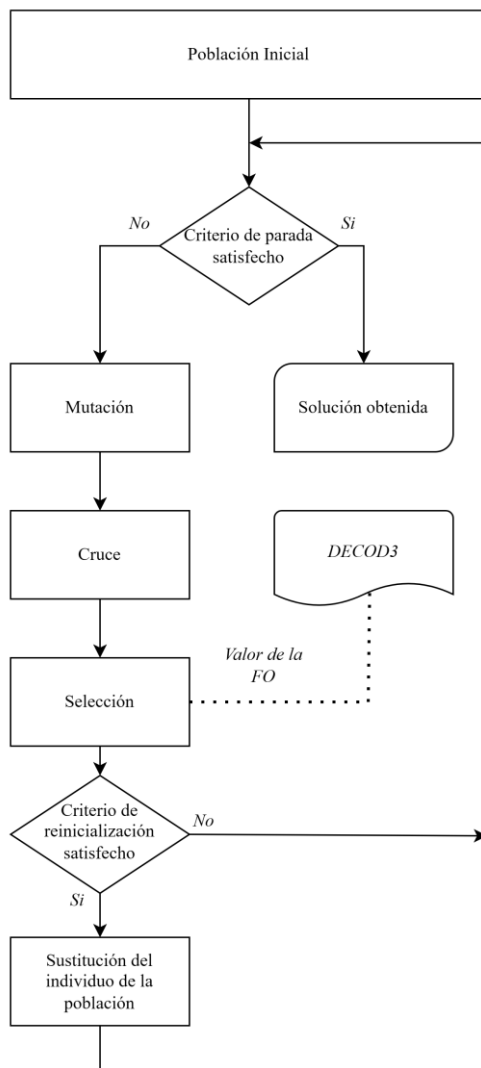 Población Inicial
No
Si
Criterio de parada
satisfecho
Mutación
Solución obtenida
Cruce
DECOD3
Valor de la
FO
Selección
Criterio de
reinicialización
satisfecho
No
Si
Sustitución del
individuo de la
población